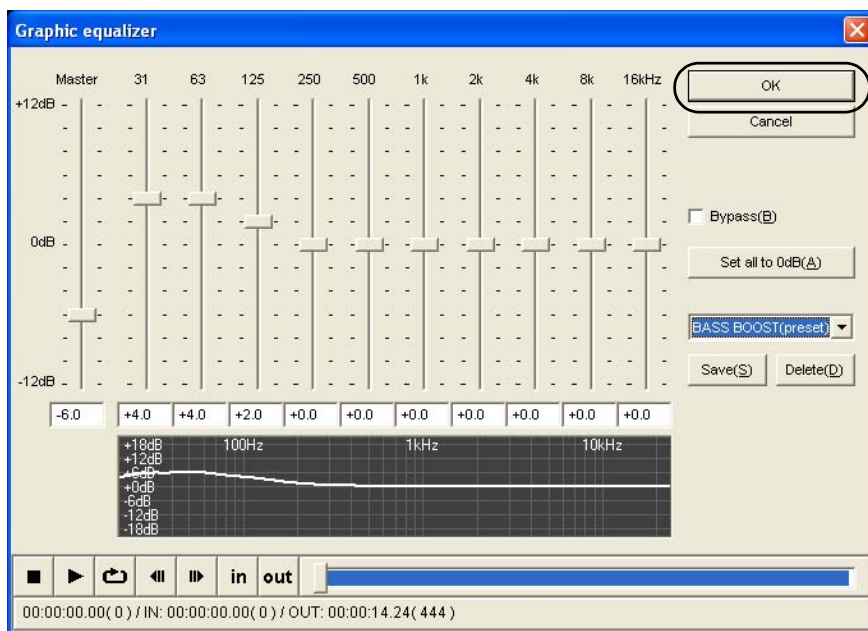 Graphic equalizer
Master 31 63 125 250 500 1k 2k 4k 8k 16kHz
+12dB
0dB
-12dB
-6.0 +4.0 +4.0 +2.0 +0.0 +0.0 +0.0 +0.0 +0.0 +0.0 +0.0
+18dB 100Hz 1kHz 10kHz
+12dB
+6dB
+0dB
-6dB
-12dB
-18dB
OK
Cancel
Bypass(B)
Set all to 0dB(A)
BASS BOOST(preset)
Save(S) Delete(D)
in out
00:00:00.00( 0 ) / IN: 00:00:00.00( 0 ) / OUT: 00:00:14.24( 444 )